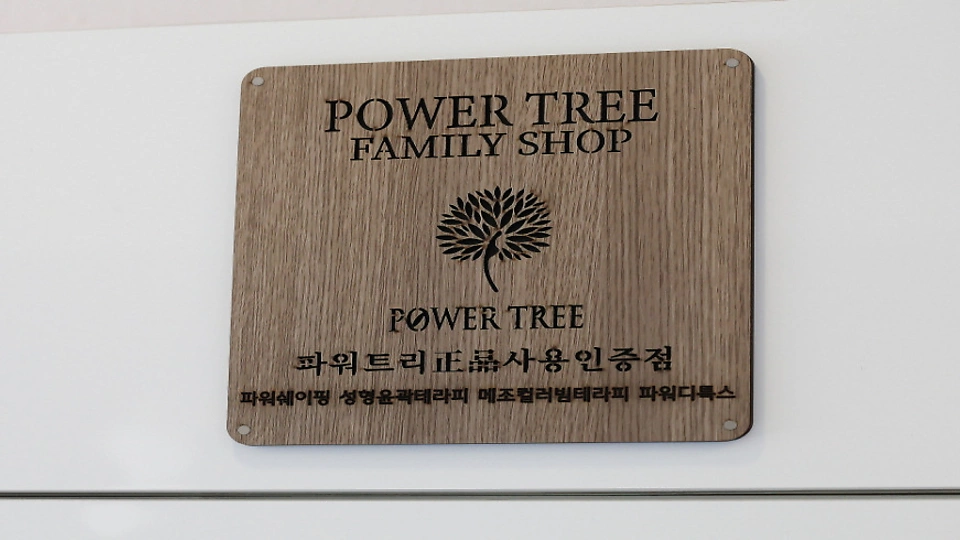 POWER TREE
FAMILY SHOP
POWER TREE
파워트리正品사용인증점
파워쉐이핑 성형윤곽테라피 메조컬러빔테라피 파워디톡스